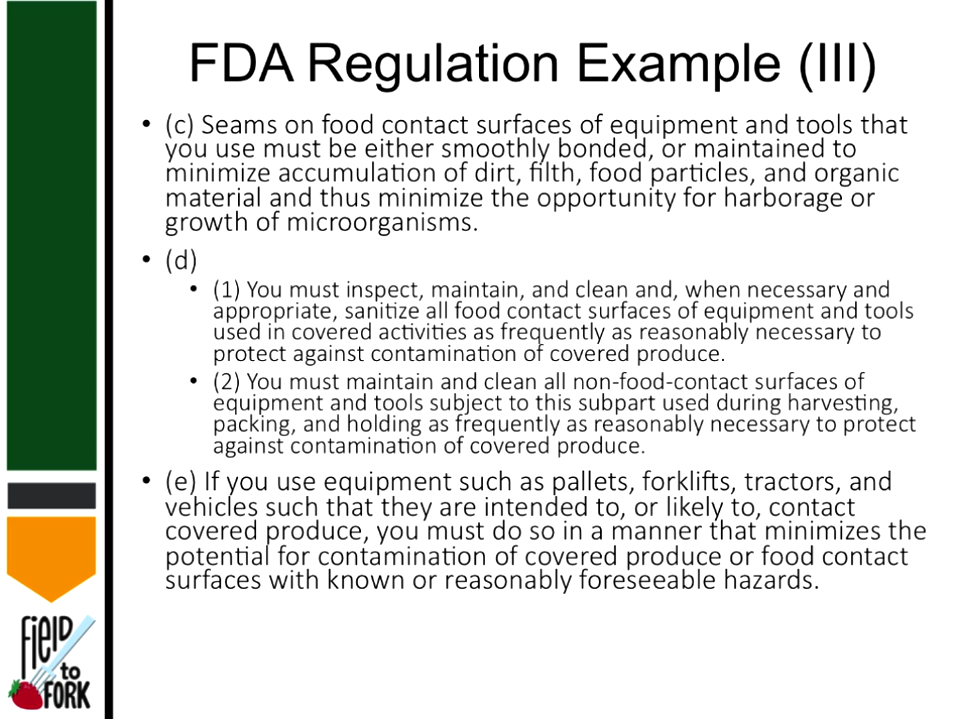 FDA Regulation Example (III)
• (c) Seams on food contact surfaces of equipment and tools that
you use must be either smoothly bonded, or maintained to
minimize accumulation of dirt, filth, food particles, and organic
material and thus minimize the opportunity for harborage or
growth of microorganisms.
• (d)
• (1) You must inspect, maintain, and clean and, when necessary and
appropriate, sanitize all food contact surfaces of equipment and tools
used in covered activities as frequently as reasonably necessary to
protect against contamination of covered produce.
• (2) You must maintain and clean all non-food-contact surfaces of
equipment and tools subject to this subpart used during harvesting,
packing, and holding as frequently as reasonably necessary to protect
against contamination of covered produce.
• (e) If you use equipment such as pallets, forklifts, tractors, and
vehicles such that they are intended to, or likely to, contact
covered produce, you must do so in a manner that minimizes the
potential for contamination of covered produce or food contact
surfaces with known or reasonably foreseeable hazards.
FiElD
to
FORK